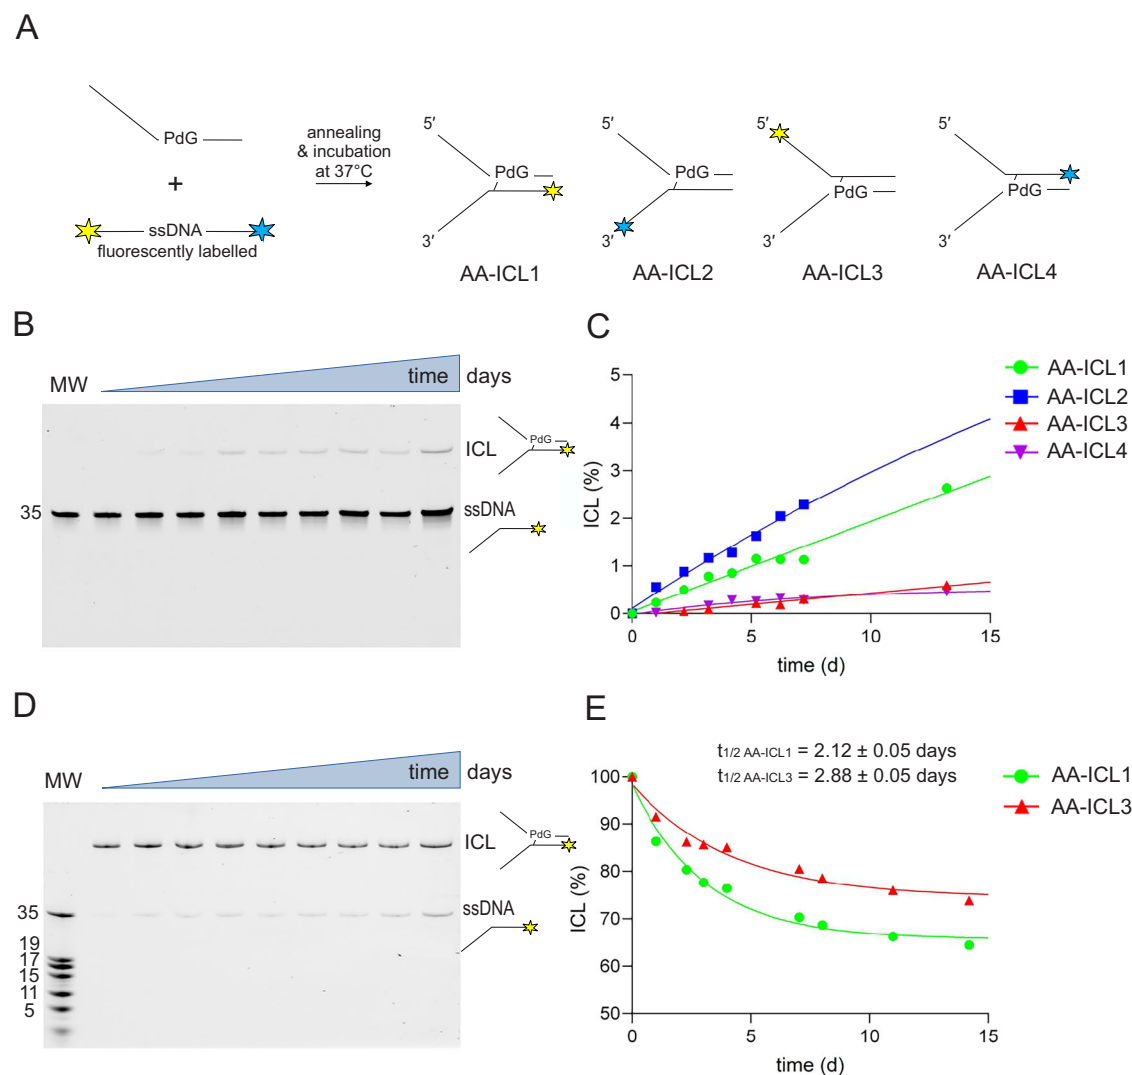 A
PdG
+
ssDNA
fluorescently labelled
annealing
& incubation
at 37°C
5′
PdG
3′
AA-ICL1
5′
PdG
3′
AA-ICL2
5′
PdG
3′
AA-ICL3
5′
PdG
3′
AA-ICL4
B
MW
time
days
ICL
PdG
35
ssDNA
C
5
4
3
2
1
0
ICL (%)
0
5
10
15
time (d)
AA-ICL1
AA-ICL2
AA-ICL3
AA-ICL4
D
MW
time
days
ICL
PdG
ssDNA
35
19
17
15
11
5
E
t1/2 AA-ICL1 = 2.12 ± 0.05 days
t1/2 AA-ICL3 = 2.88 ± 0.05 days
100
90
80
70
60
50
ICL (%)
0
5
10
15
time (d)
AA-ICL1
AA-ICL3